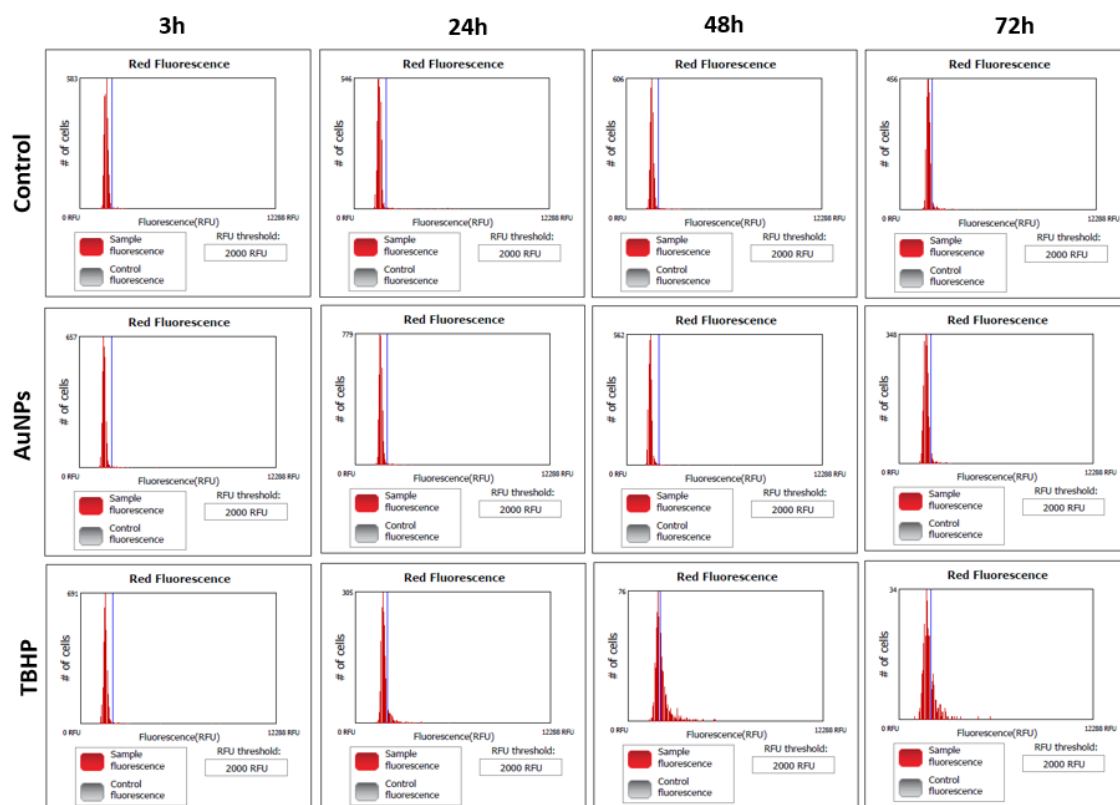 3h
24h
48h
72h
Control
Red Fluorescence
583
# of cells
0 RFU
Fluorescence(RFU)
12288 RFU
Sample fluorescence
Control fluorescence
RFU threshold:
2000 RFU
Red Fluorescence
546
# of cells
0 RFU
Fluorescence(RFU)
12288 RFU
Sample fluorescence
Control fluorescence
RFU threshold:
2000 RFU
Red Fluorescence
606
# of cells
0 RFU
Fluorescence(RFU)
12288 RFU
Sample fluorescence
Control fluorescence
RFU threshold:
2000 RFU
Red Fluorescence
456
# of cells
0 RFU
Fluorescence(RFU)
12288 RFU
Sample fluorescence
Control fluorescence
RFU threshold:
2000 RFU
AuNPs
Red Fluorescence
657
# of cells
0 RFU
Fluorescence(RFU)
12288 RFU
Sample fluorescence
Control fluorescence
RFU threshold:
2000 RFU
Red Fluorescence
779
# of cells
0 RFU
Fluorescence(RFU)
12288 RFU
Sample fluorescence
Control fluorescence
RFU threshold:
2000 RFU
Red Fluorescence
562
# of cells
0 RFU
Fluorescence(RFU)
12288 RFU
Sample fluorescence
Control fluorescence
RFU threshold:
2000 RFU
Red Fluorescence
348
# of cells
0 RFU
Fluorescence(RFU)
12288 RFU
Sample fluorescence
Control fluorescence
RFU threshold:
2000 RFU
TBHP
Red Fluorescence
691
# of cells
0 RFU
Fluorescence(RFU)
12288 RFU
Sample fluorescence
Control fluorescence
RFU threshold:
2000 RFU
Red Fluorescence
305
# of cells
0 RFU
Fluorescence(RFU)
12288 RFU
Sample fluorescence
Control fluorescence
RFU threshold:
2000 RFU
Red Fluorescence
76
# of cells
0 RFU
Fluorescence(RFU)
12288 RFU
Sample fluorescence
Control fluorescence
RFU threshold:
2000 RFU
Red Fluorescence
34
# of cells
0 RFU
Fluorescence(RFU)
12288 RFU
Sample fluorescence
Control fluorescence
RFU threshold:
2000 RFU